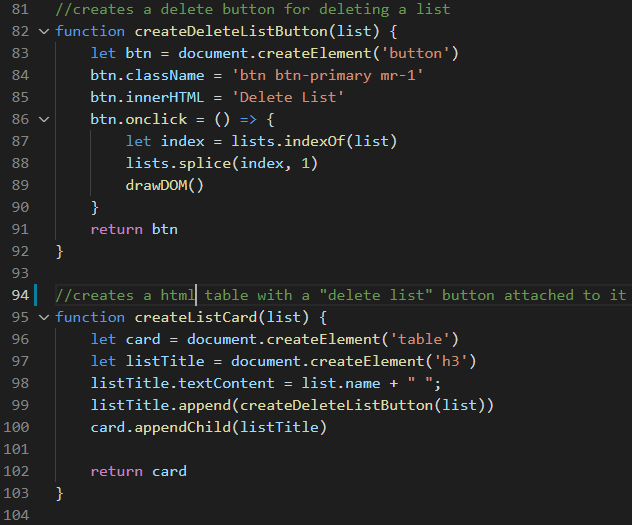 81 //creates a delete button for deleting a list
82 function createDeleteListButton(list) {
83     let btn = document.createElement('button')
84     btn.className = 'btn btn-primary mr-1'
85     btn.innerHTML = 'Delete List'
86     btn.onclick = () => {
87         let index = lists.indexOf(list)
88         lists.splice(index, 1)
89         drawDOM()
90     }
91     return btn
92 }
93
94 //creates a html table with a "delete list" button attached to it
95 function createListCard(list) {
96     let card = document.createElement('table')
97     let listTitle = document.createElement('h3')
98     listTitle.textContent = list.name + " ";
99     listTitle.append(createDeleteListButton(list))
100     card.appendChild(listTitle)
101
102     return card
103 }
104